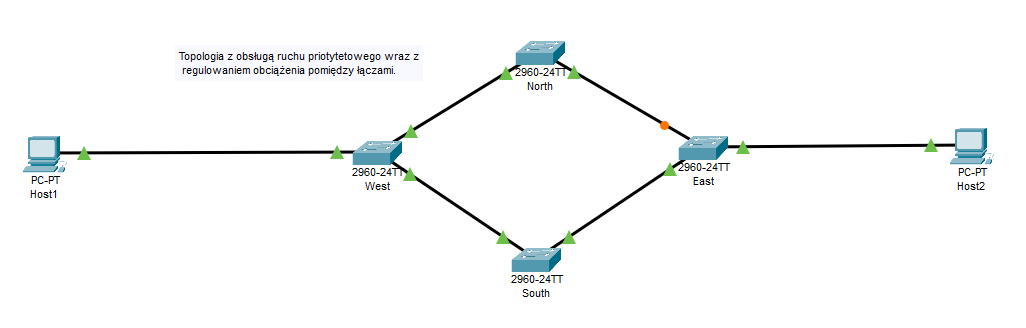 Topologia z obsługą ruchu priotytetowego wraz z
regulowaniem obciążenia pomiędzy łączami.
2960-24TT
North
PC-PT
Host1
2960-24TT
West
2960-24TT
East
PC-PT
Host2
2960-24TT
South